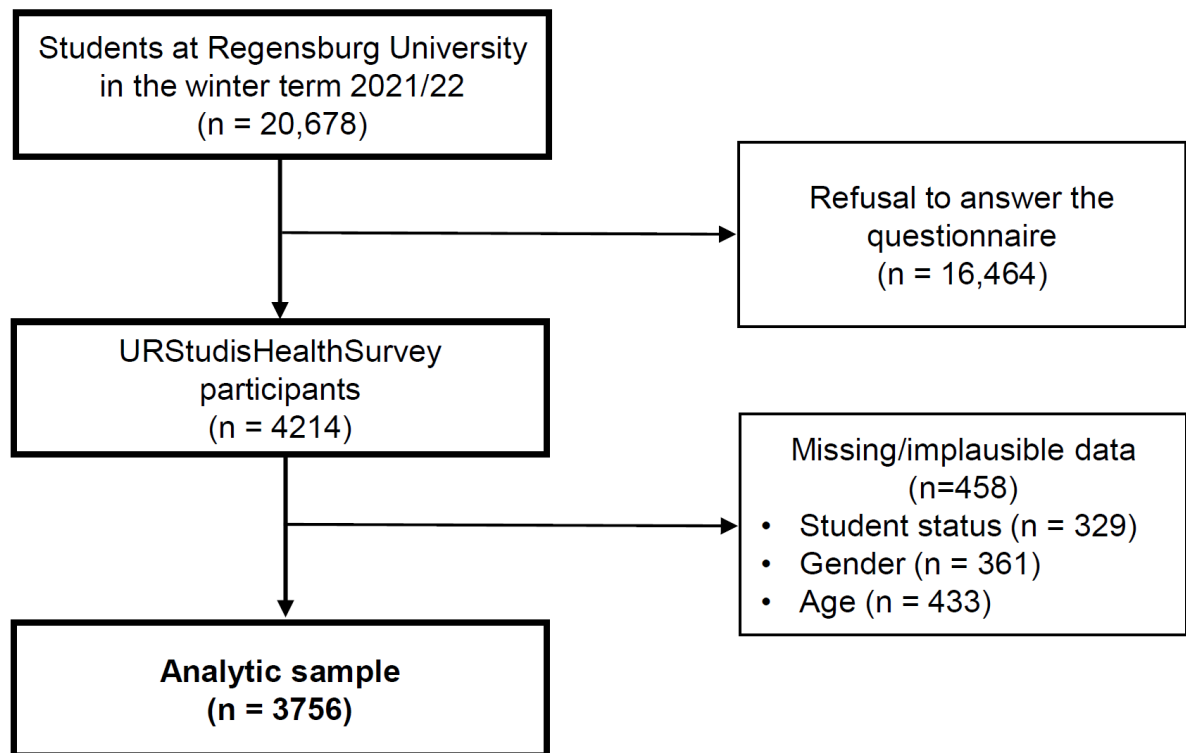 Students at Regensburg University
in the winter term 2021/22
(n = 20,678)
Refusal to answer the
questionnaire
(n = 16,464)
URStudisHealthSurvey
participants
(n = 4214)
Missing/implausible data
(n=458)
• Student status (n = 329)
• Gender (n = 361)
• Age (n = 433)
Analytic sample
(n = 3756)